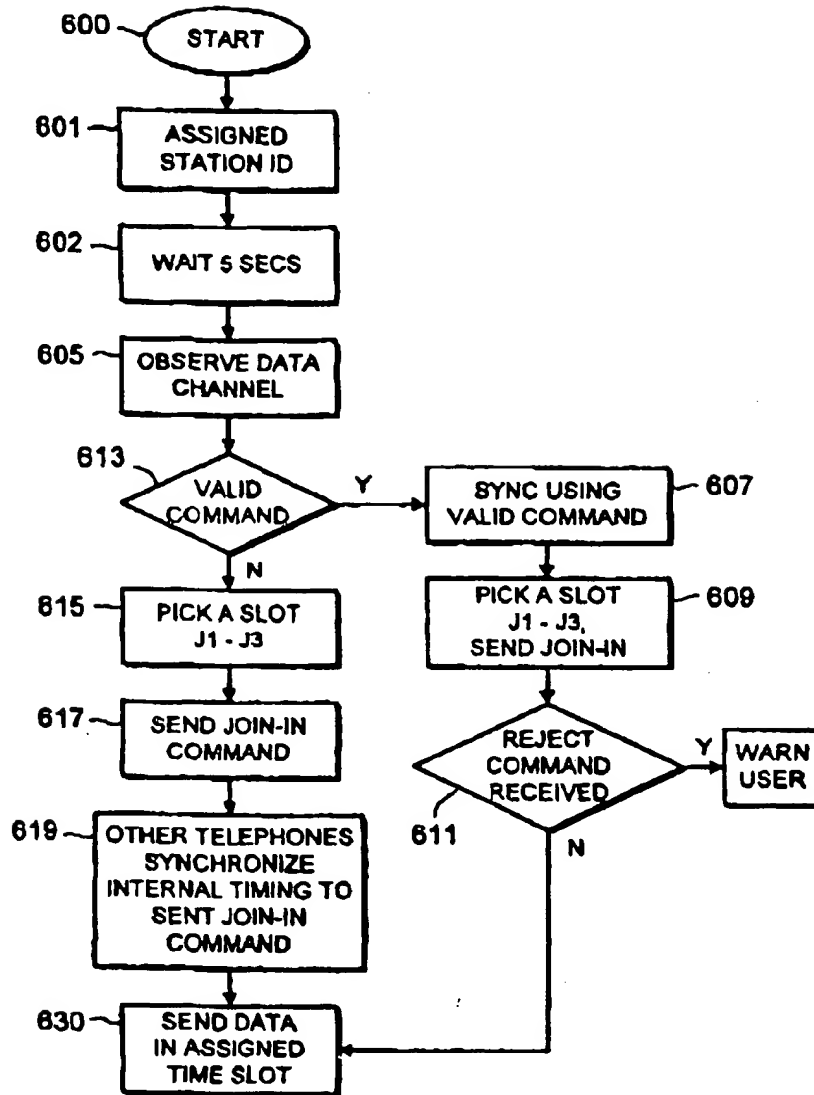 600
START
601
ASSIGNED
STATION ID
602
WAIT 5 SECS
605
OBSERVE DATA
CHANNEL
613
VALID
COMMAND
Y
SYNC USING
VALID COMMAND
607
N
615
PICK A SLOT
J1 - J3
PICK A SLOT
J1 - J3,
SEND JOIN-IN
609
617
SEND JOIN-IN
COMMAND
REJECT
COMMAND
RECEIVED
611
Y
WARN
USER
N
619
OTHER TELEPHONES
SYNCHRONIZE
INTERNAL TIMING TO
SENT JOIN-IN
COMMAND
630
SEND DATA
IN ASSIGNED
TIME SLOT